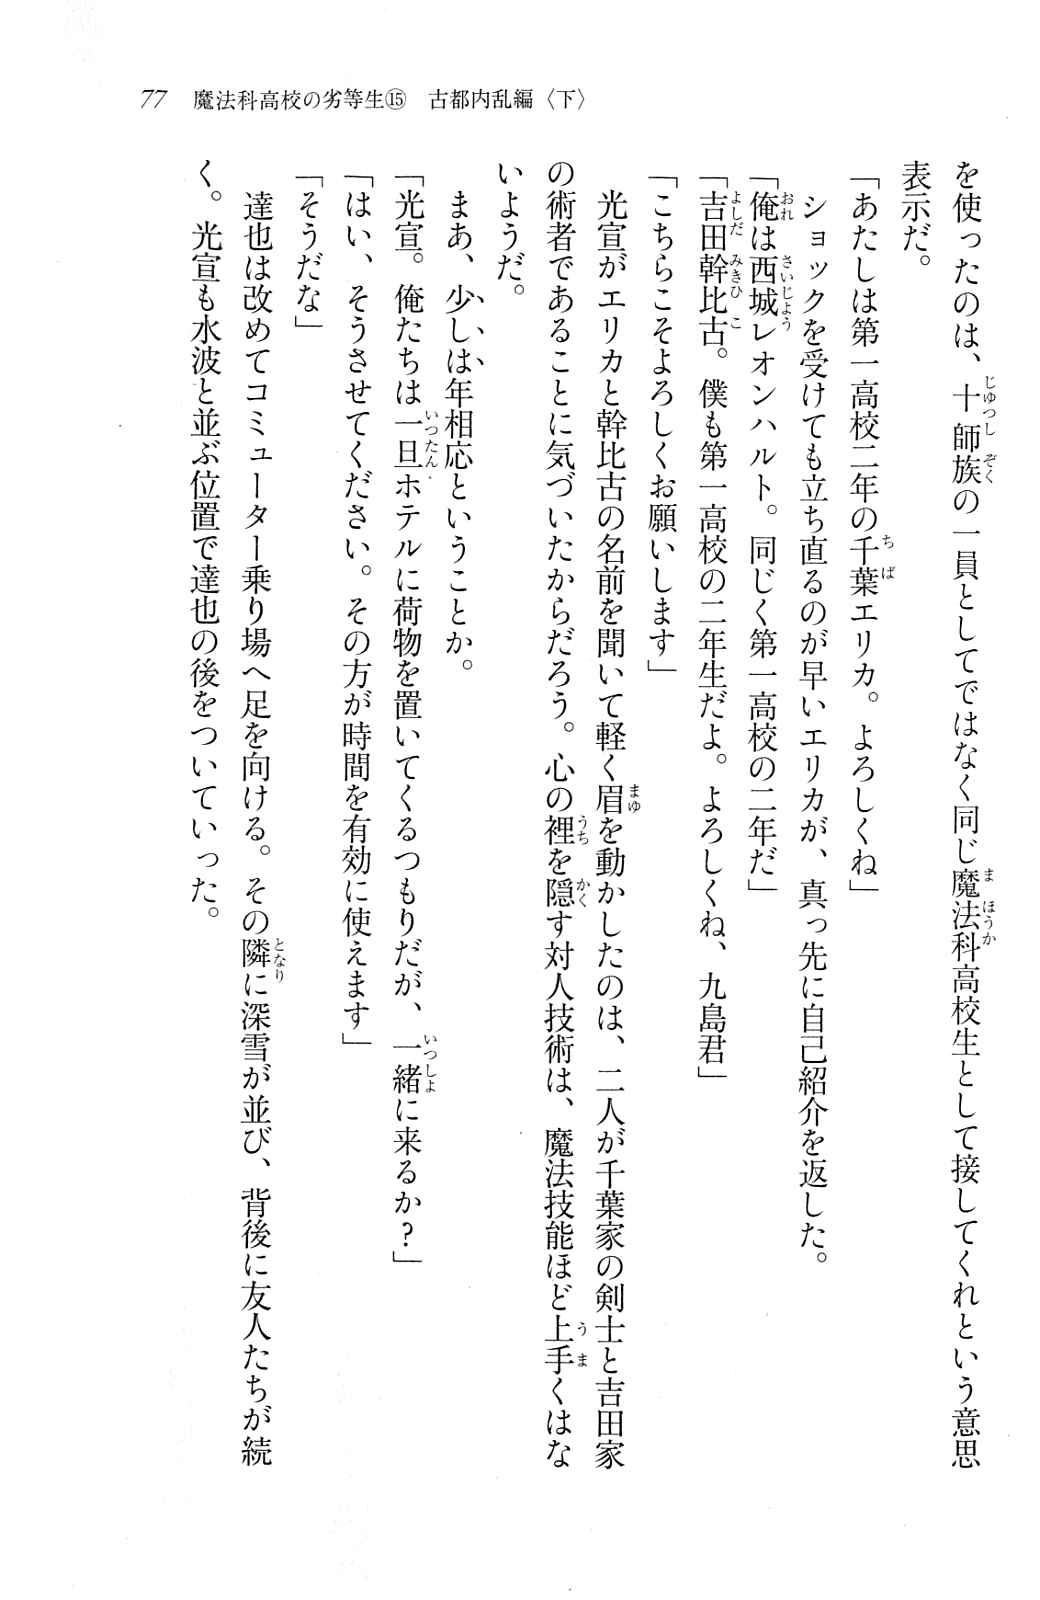 77　魔法科高校の劣等生⑮　古都内乱編〈下〉
を使ったのは、十師族の一員としてではなく同じ魔法科高校生として接してくれという意思
表示だ。
「あたしは第一高校二年の千葉エリカ。よろしくね」
　ショックを受けても立ち直るのが早いエリカが、真っ先に自己紹介を返した。
「俺は西城レオンハルト。同じく第一高校の二年だ」
「吉田幹比古。僕も第一高校の二年生だよ。よろしくね、九島君」
「こちらこそよろしくお願いします」
　光宣がエリカと幹比古の名前を聞いて軽く眉を動かしたのは、二人が千葉家の剣士と吉田家
の術者であることに気づいたからだろう。心の裡を隠す対人技術は、魔法技能ほど上手くはな
いようだ。
　まあ、少しは年相応ということか。
「光宣。俺たちは一旦ホテルに荷物を置いてくるつもりだが、一緒に来るか？」
「はい、そうさせてください。その方が時間を有効に使えます」
「そうだな」
　達也は改めてコミューター乗り場へ足を向ける。その隣に深雪が並び、背後に友人たちが続
く。光宣も水波と並ぶ位置で達也の後をついていった。